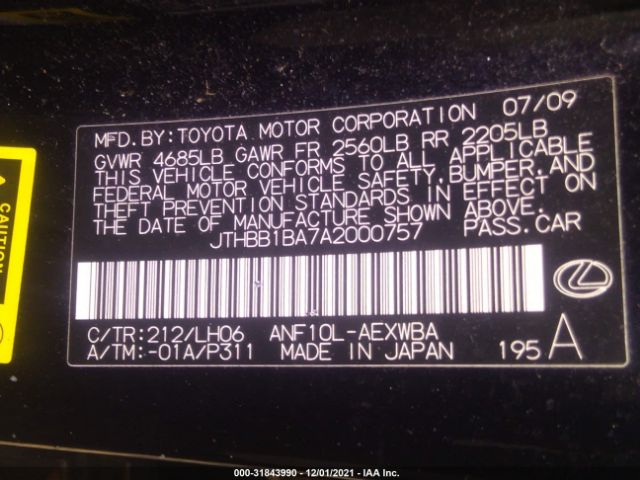 MFD.BY:TOYOTA MOTOR CORPORATION 07/09
GVWR 4685LB GAWR FR 2560LB RR 2205LB
THIS VEHICLE CONFORMS TO ALL APPLICABLE
FEDERAL MOTOR VEHICLE SAFETY,BUMPER,AND
THEFT PREVENTION STANDARDS IN EFFECT ON
THE DATE OF MANUFACTURE SHOWN ABOVE.
JTHBB1BA7A2000757 PASS.CAR
C/TR:212/LH06 ANF10L-AEXWBA
A/TM:-01A/P311 MADE IN JAPAN 195 A
CAUTION
000-31843990 - 12/01/2021 - IAA Inc.